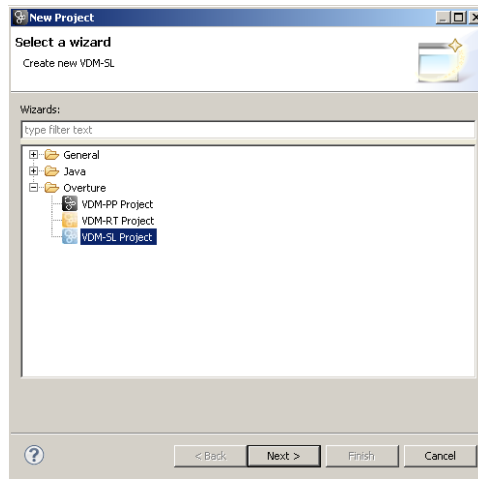 New Project
Select a wizard
Create new VDM-SL
Wizards:
type filter text
General
Java
Overture
VDM-PP Project
VDM-RT Project
VDM-SL Project
?
< Back Next > Finish Cancel